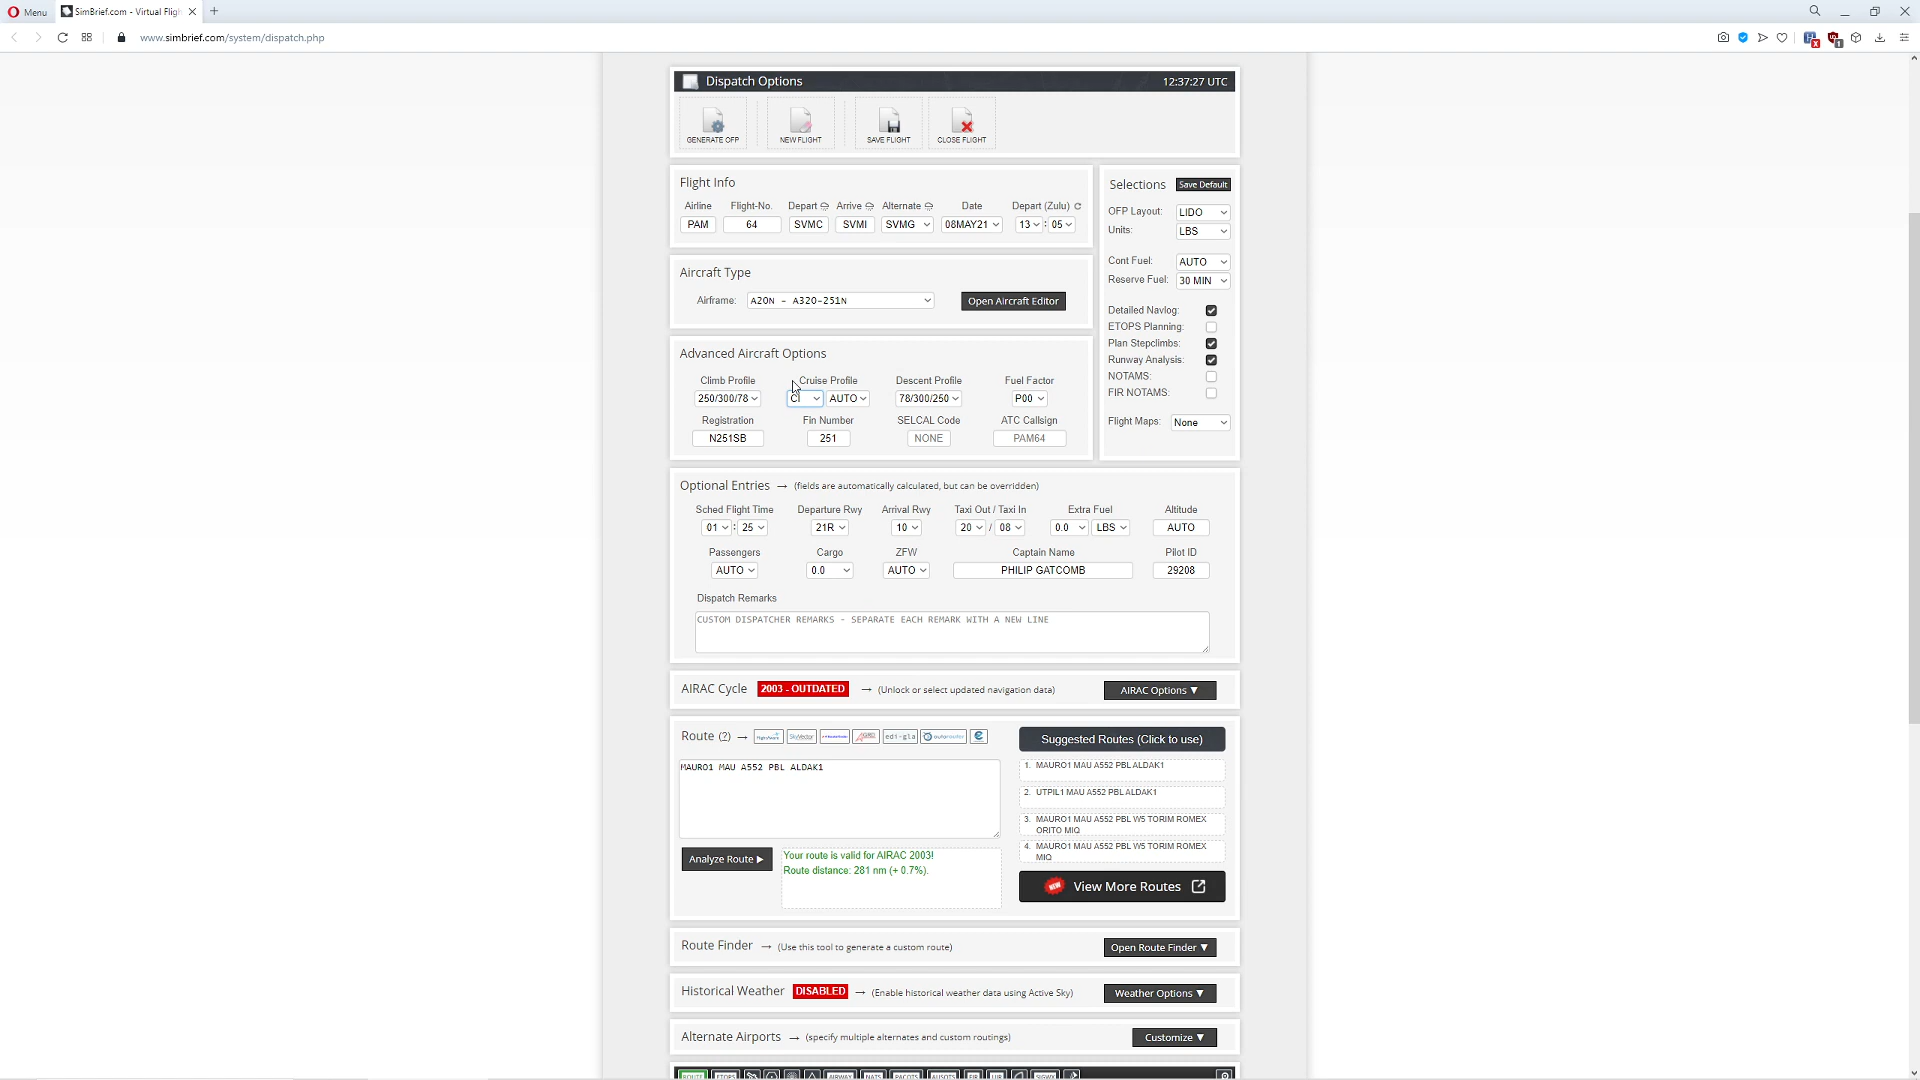 Menu
SimBrief.com - Virtual Fligh
www.simbrief.com/system/dispatch.php
Dispatch Options
12:37:27 UTC
GENERATE OFP
NEW FLIGHT
SAVE FLIGHT
CLOSE FLIGHT
Flight Info
Airline Flight-No. Depart Arrive Alternate Date Depart (Zulu)
PAM 64 SVMC SVMI SVMG 08MAY21 13 : 05
Selections Save Default
OFP Layout: LIDO
Units: LBS
Cont Fuel: AUTO
Reserve Fuel: 30 MIN
Detailed Navlog:
ETOPS Planning:
Plan Stepclimbs:
Runway Analysis:
NOTAMS:
FIR NOTAMS:
Flight Maps: None
Aircraft Type
Airframe: A20N - A320-251N Open Aircraft Editor
Advanced Aircraft Options
Climb Profile Cruise Profile Descent Profile Fuel Factor
250/300/78 CI AUTO 78/300/250 P00
Registration Fin Number SELCAL Code ATC Callsign
N251SB 251 NONE PAM64
Optional Entries → (fields are automatically calculated, but can be overridden)
Sched Flight Time Departure Rwy Arrival Rwy Taxi Out / Taxi In Extra Fuel Altitude
01 : 25 21R 10 20 / 08 0.0 LBS AUTO
Passengers Cargo ZFW Captain Name Pilot ID
AUTO 0.0 AUTO PHILIP GATCOMB 29208
Dispatch Remarks
CUSTOM DISPATCHER REMARKS - SEPARATE EACH REMARK WITH A NEW LINE
AIRAC Cycle 2003 - OUTDATED → (Unlock or select updated navigation data) AIRAC Options ▼
Route (?) → SkyVector edi-gla
MAURO1 MAU A552 PBL ALDAK1
Analyze Route ▶
Your route is valid for AIRAC 2003!
Route distance: 281 nm (+ 0.7%).
Suggested Routes (Click to use)
1. MAURO1 MAU A552 PBL ALDAK1
2. UTPIL1 MAU A552 PBL ALDAK1
3. MAURO1 MAU A552 PBL W5 TORIM ROMEX
ORITO MIQ
4. MAURO1 MAU A552 PBL W5 TORIM ROMEX
MIQ
NEW View More Routes
Route Finder → (Use this tool to generate a custom route) Open Route Finder ▼
Historical Weather DISABLED → (Enable historical weather data using Active Sky) Weather Options ▼
Alternate Airports → (specify multiple alternates and custom routings) Customize ▼
ROUTE ETOPS AIRWAY NATS PACOTS AUSOTS FIR UIR SIGWX